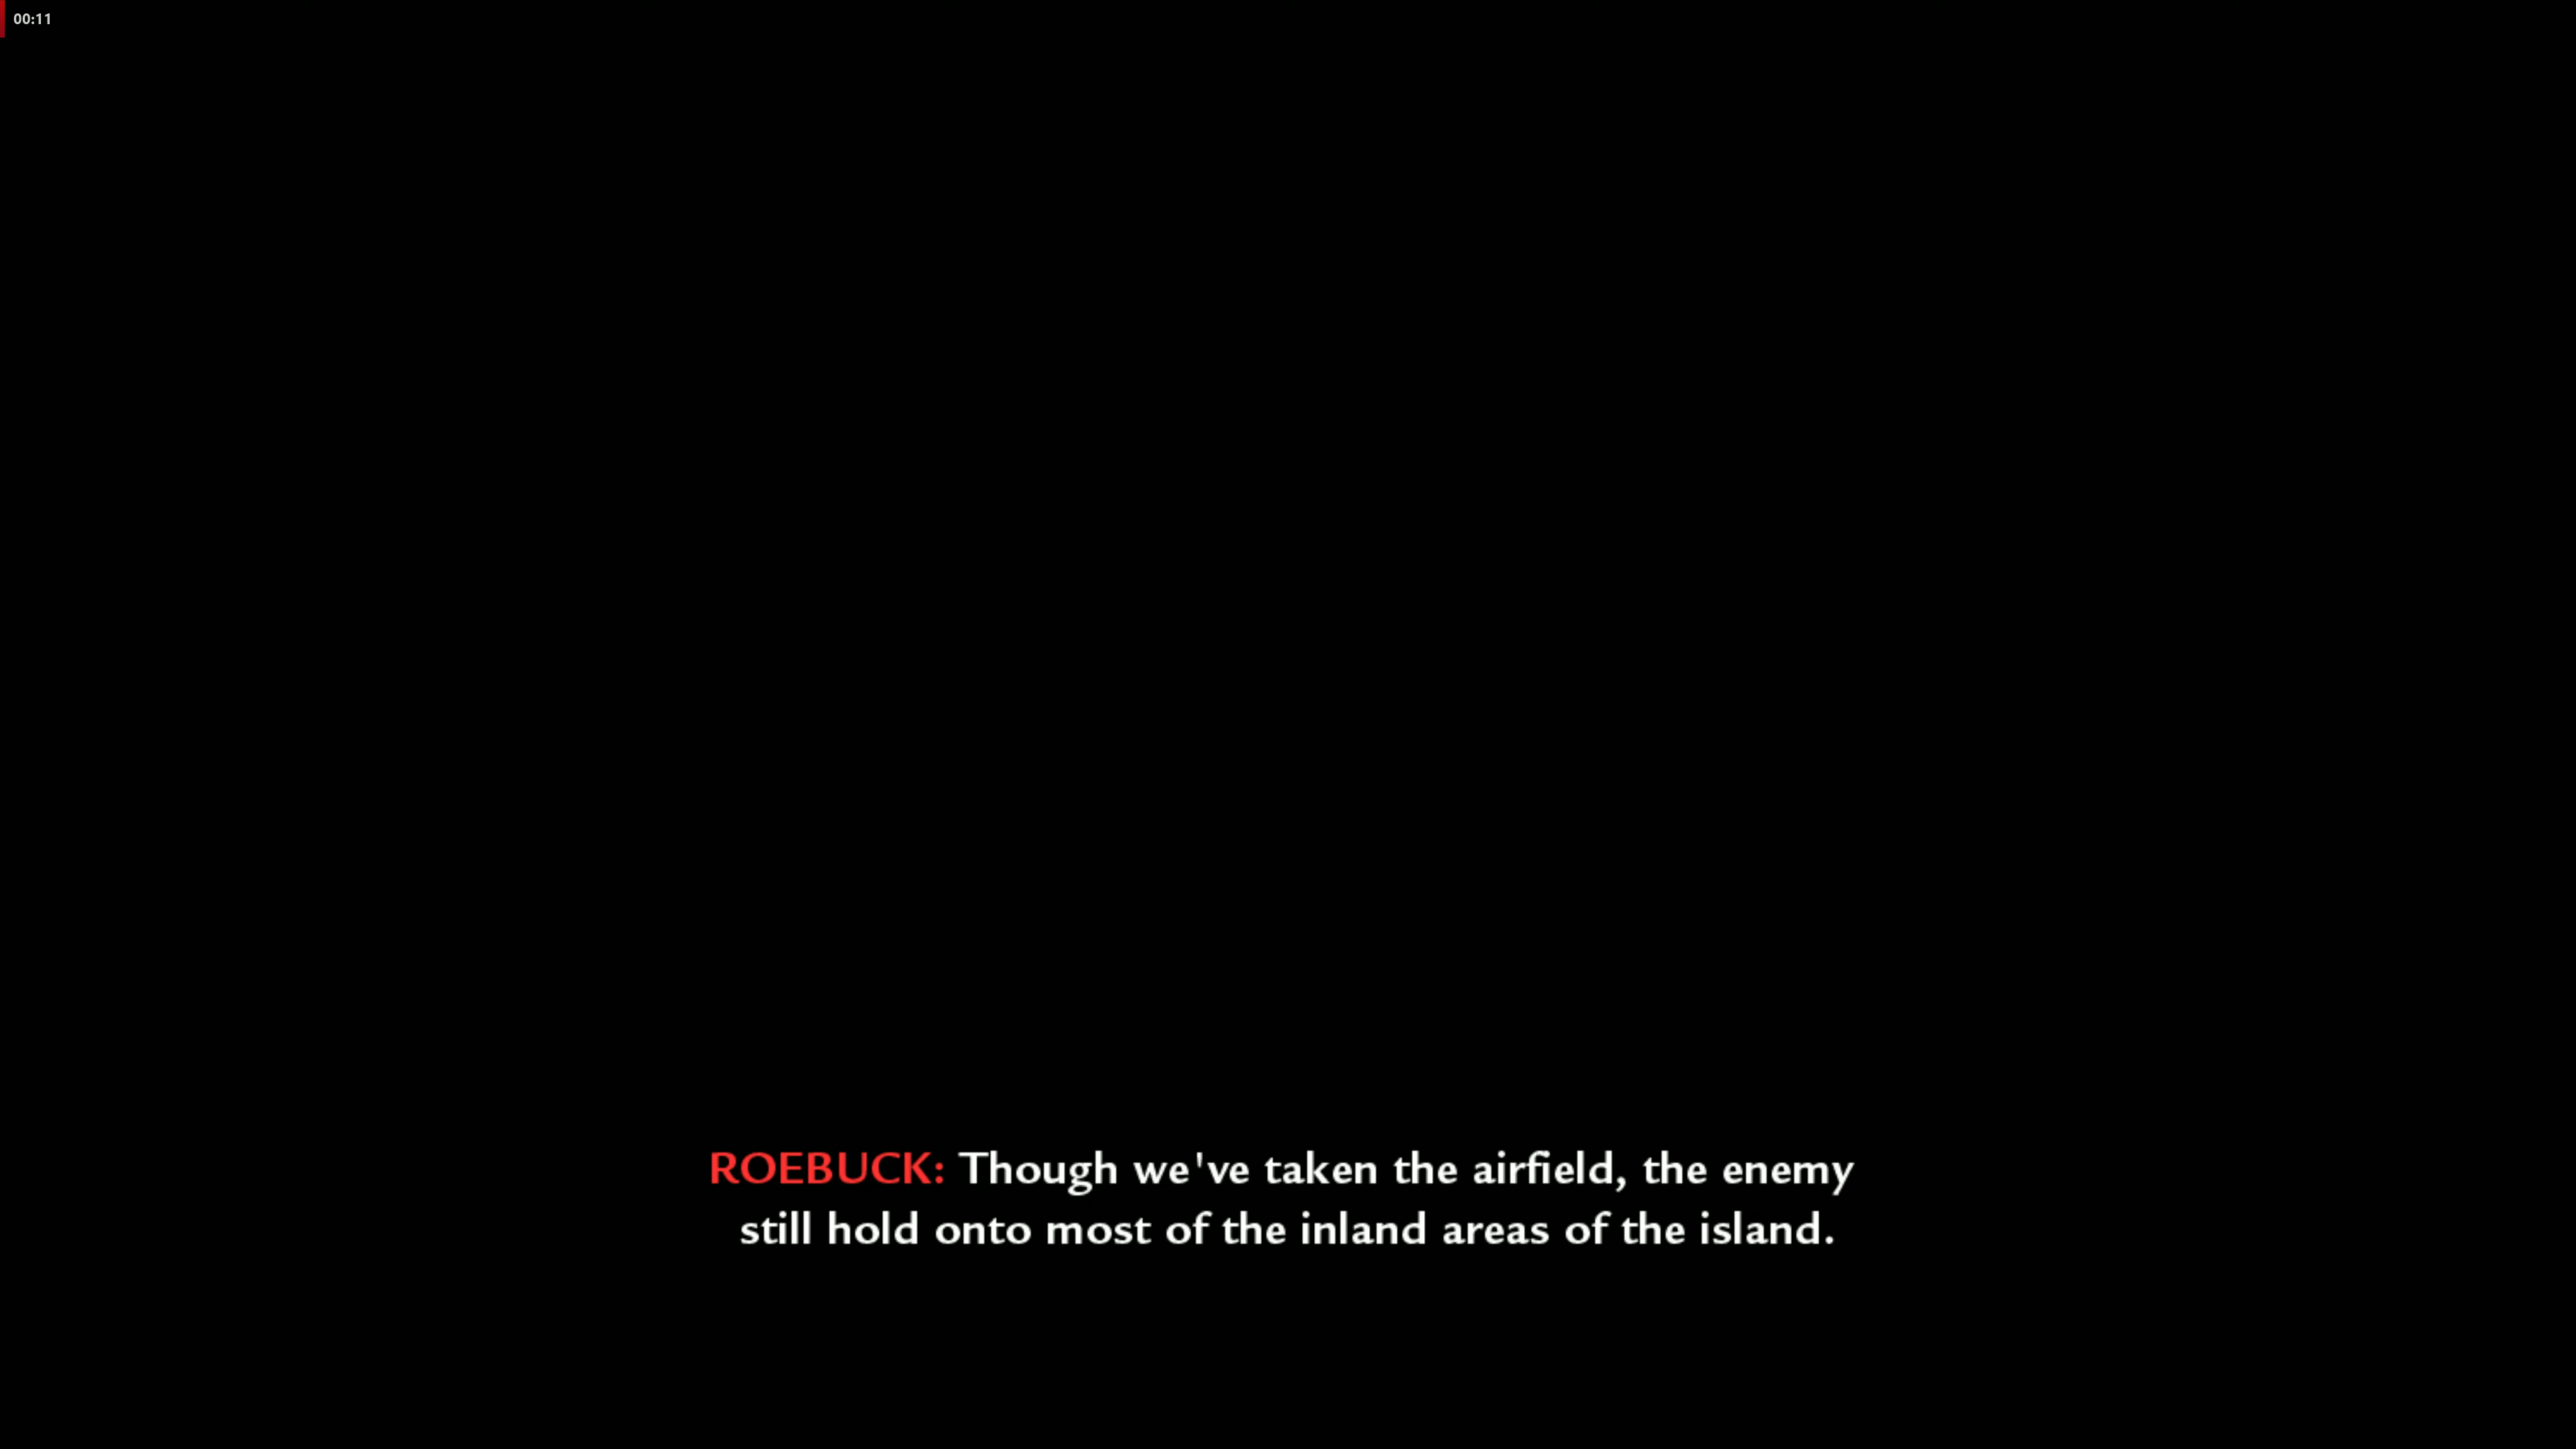 00:11
ROEBUCK: Though we've taken the airfield, the enemy
still hold onto most of the inland areas of the island.